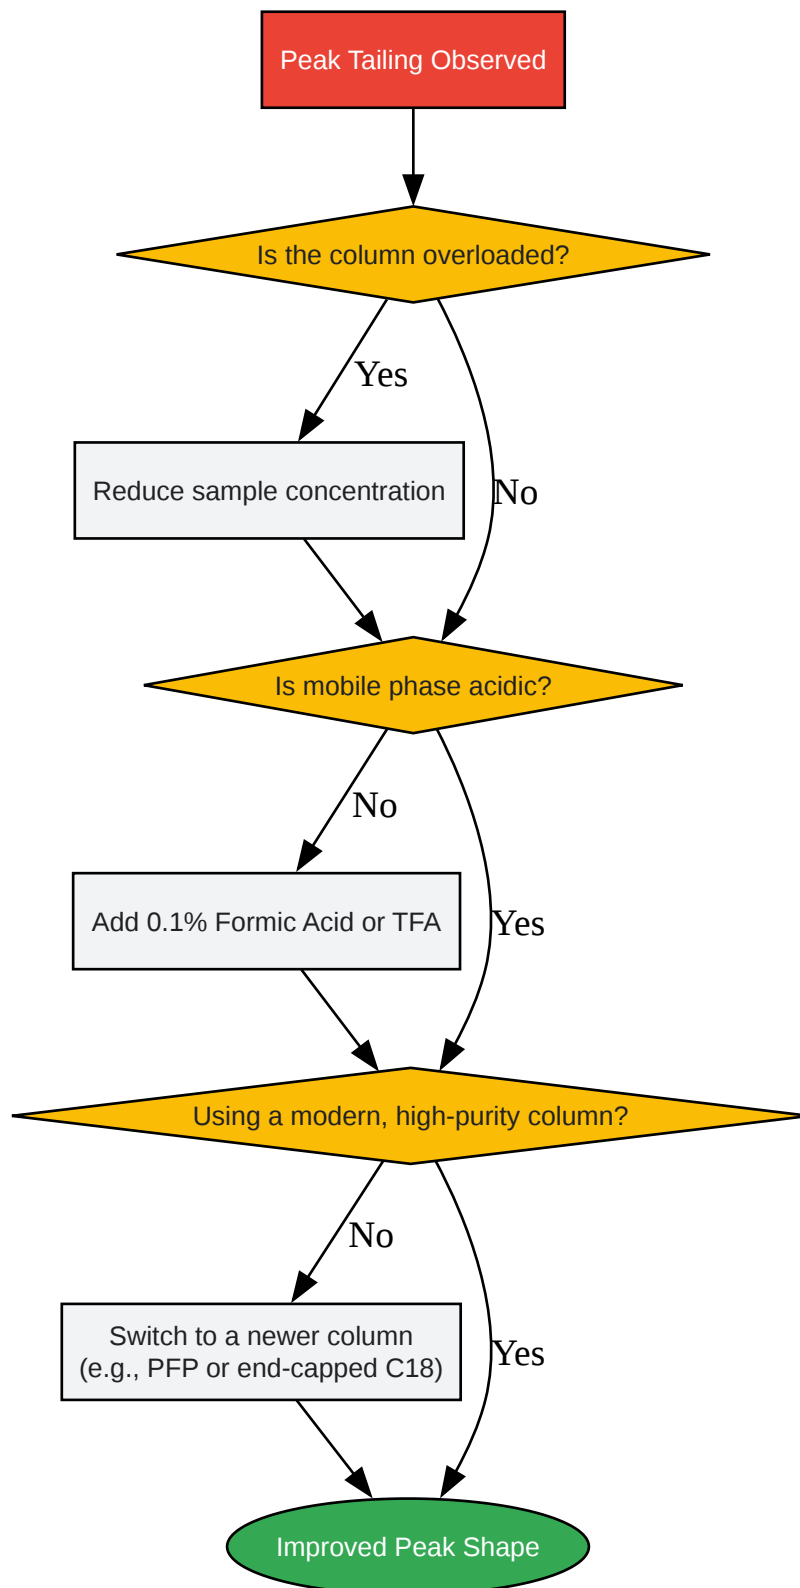 Peak Tailing Observed
Is the column overloaded?
Yes
Reduce sample concentration
No
Is mobile phase acidic?
No
Add 0.1% Formic Acid or TFA
Yes
Using a modern, high-purity column?
No
Switch to a newer column
(e.g., PFP or end-capped C18)
Yes
Improved Peak Shape